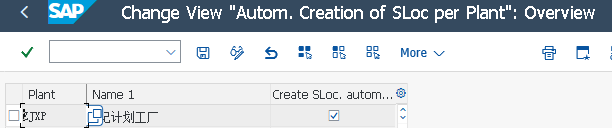 SAP Change View "Autom. Creation of SLoc per Plant": Overview
More
Plant Name 1 Create SLoc. autom...
计划工厂